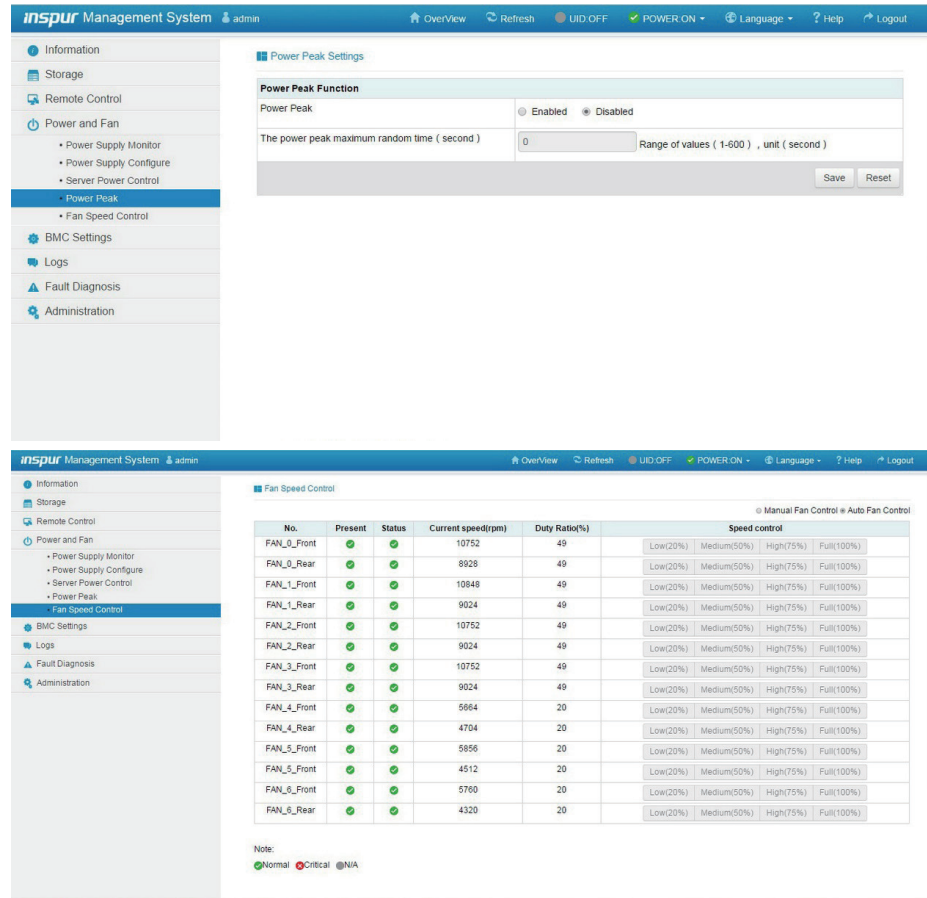 inspur Management System admin OverView Refresh UID:OFF POWER:ON Language ? Help Logout
Information
Storage
Remote Control
Power and Fan
• Power Supply Monitor
• Power Supply Configure
• Server Power Control
• Power Peak
• Fan Speed Control
BMC Settings
Logs
Fault Diagnosis
Administration
Power Peak Settings
Power Peak Function
Power Peak Enabled Disabled
The power peak maximum random time ( second ) 0 Range of values ( 1-600 ) , unit ( second )
Save Reset
inspur Management System admin OverView Refresh UID:OFF POWER:ON Language ? Help Logout
Information
Storage
Remote Control
Power and Fan
• Power Supply Monitor
• Power Supply Configure
• Server Power Control
• Power Peak
• Fan Speed Control
BMC Settings
Logs
Fault Diagnosis
Administration
Fan Speed Control
Manual Fan Control Auto Fan Control
No. Present Status Current speed(rpm) Duty Ratio(%) Speed control
FAN_0_Front 10752 49 Low(20%) Medium(50%) High(75%) Full(100%)
FAN_0_Rear 8928 49 Low(20%) Medium(50%) High(75%) Full(100%)
FAN_1_Front 10848 49 Low(20%) Medium(50%) High(75%) Full(100%)
FAN_1_Rear 9024 49 Low(20%) Medium(50%) High(75%) Full(100%)
FAN_2_Front 10752 49 Low(20%) Medium(50%) High(75%) Full(100%)
FAN_2_Rear 9024 49 Low(20%) Medium(50%) High(75%) Full(100%)
FAN_3_Front 10752 49 Low(20%) Medium(50%) High(75%) Full(100%)
FAN_3_Rear 9024 49 Low(20%) Medium(50%) High(75%) Full(100%)
FAN_4_Front 5664 20 Low(20%) Medium(50%) High(75%) Full(100%)
FAN_4_Rear 4704 20 Low(20%) Medium(50%) High(75%) Full(100%)
FAN_5_Front 5856 20 Low(20%) Medium(50%) High(75%) Full(100%)
FAN_5_Rear 4512 20 Low(20%) Medium(50%) High(75%) Full(100%)
FAN_6_Front 5760 20 Low(20%) Medium(50%) High(75%) Full(100%)
FAN_6_Rear 4320 20 Low(20%) Medium(50%) High(75%) Full(100%)
Note:
Normal Critical N/A